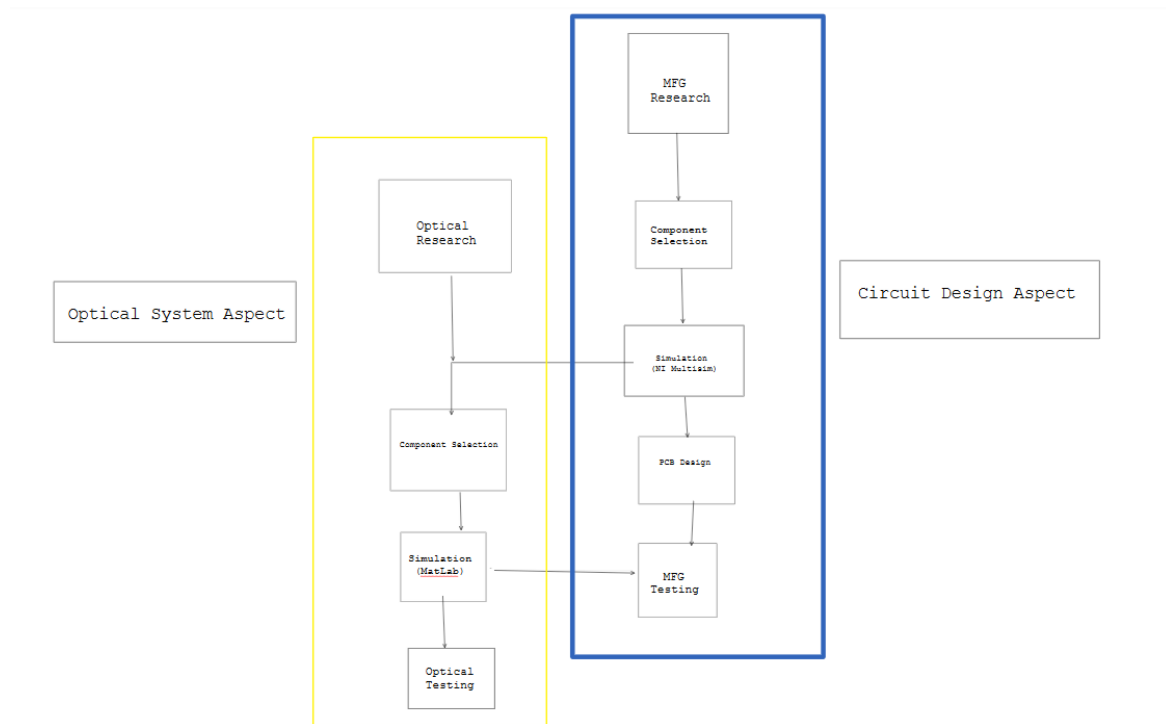 MFG
Research
Optical
Research
Component
Selection
Optical System Aspect
Circuit Design Aspect
Simulation
(NI Multisim)
Component Selection
PCB Design
Simulation
(MatLab)
MFG
Testing
Optical
Testing